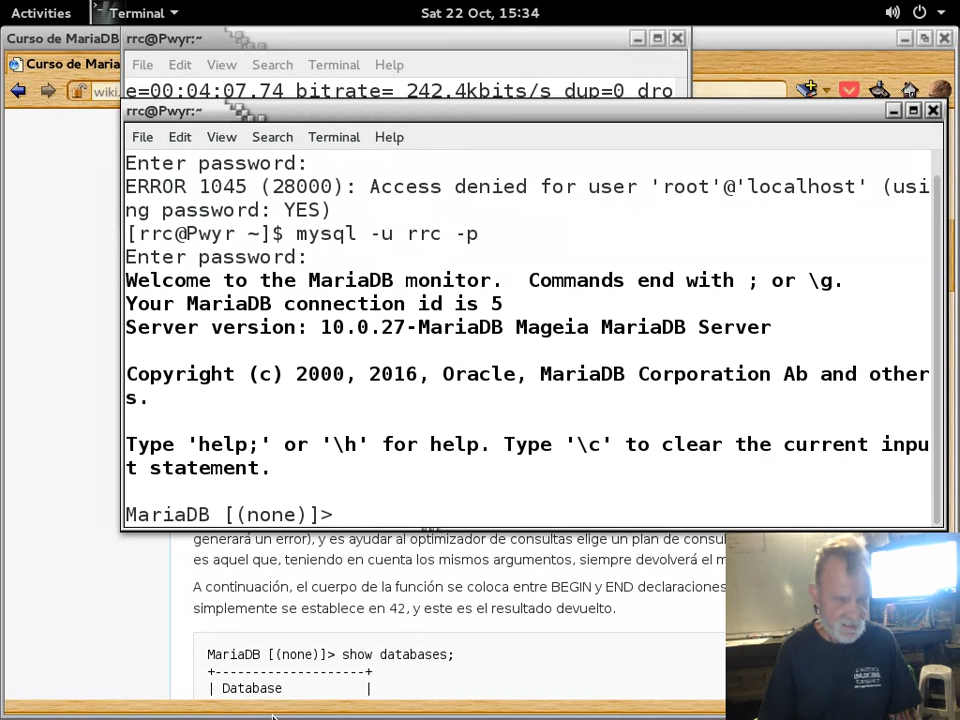 Activities Terminal Sat 22 Oct, 15:34
Curso de MariaDB rrc@Pwyr:~
Curso de Maria File Edit View Search Terminal Help
wiki. e=00:04:07.74 bitrate= 242.4kbits/s dup=0 dro
rrc@Pwyr:~
File Edit View Search Terminal Help
Enter password:
ERROR 1045 (28000): Access denied for user 'root'@'localhost' (usi
ng password: YES)
[rrc@Pwyr ~]$ mysql -u rrc -p
Enter password:
Welcome to the MariaDB monitor.  Commands end with ; or \g.
Your MariaDB connection id is 5
Server version: 10.0.27-MariaDB Mageia MariaDB Server
Copyright (c) 2000, 2016, Oracle, MariaDB Corporation Ab and other
s.
Type 'help;' or '\h' for help. Type '\c' to clear the current inpu
t statement.
MariaDB [(none)]>
generará un error), y es ayudar al optimizador de consultas elige un plan de consul
es aquel que, teniendo en cuenta los mismos argumentos, siempre devolverá el m
A continuación, el cuerpo de la función se coloca entre BEGIN y END declaraciones
simplemente se establece en 42, y este es el resultado devuelto.
MariaDB [(none)]> show databases;
+--------------------+
| Database           |